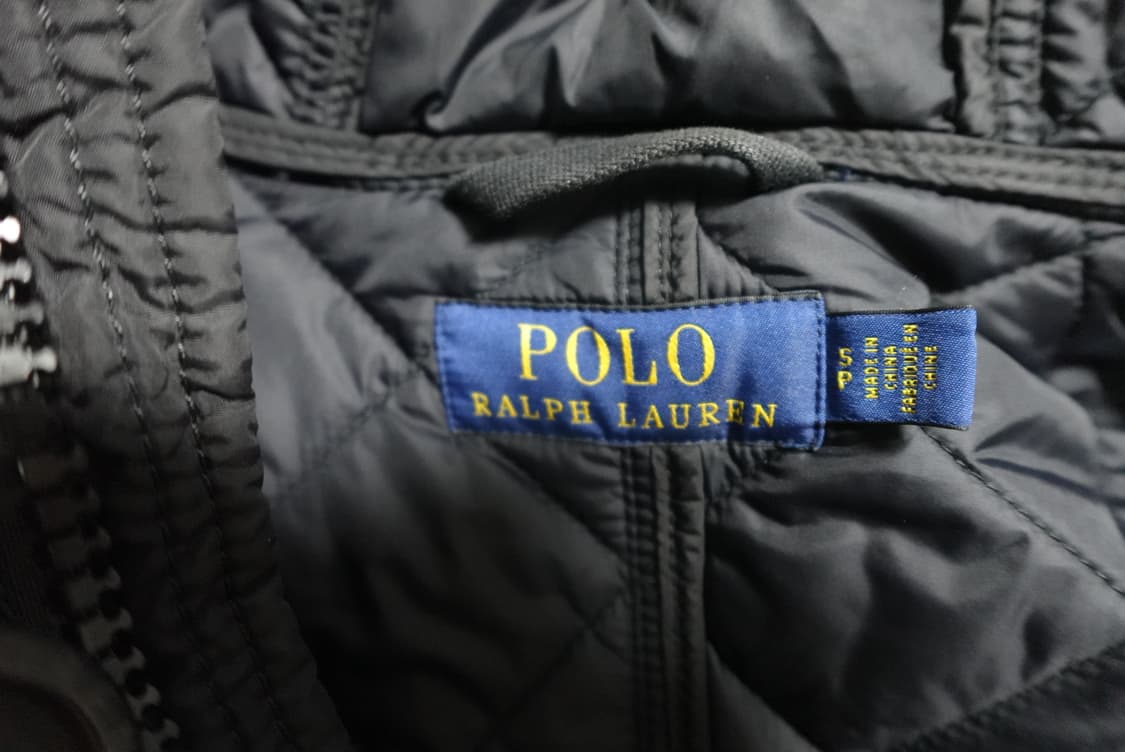 POLO
RALPH LAUREN
S
P
MADE IN
CHINA
FABRIQUÉ EN
CHINE